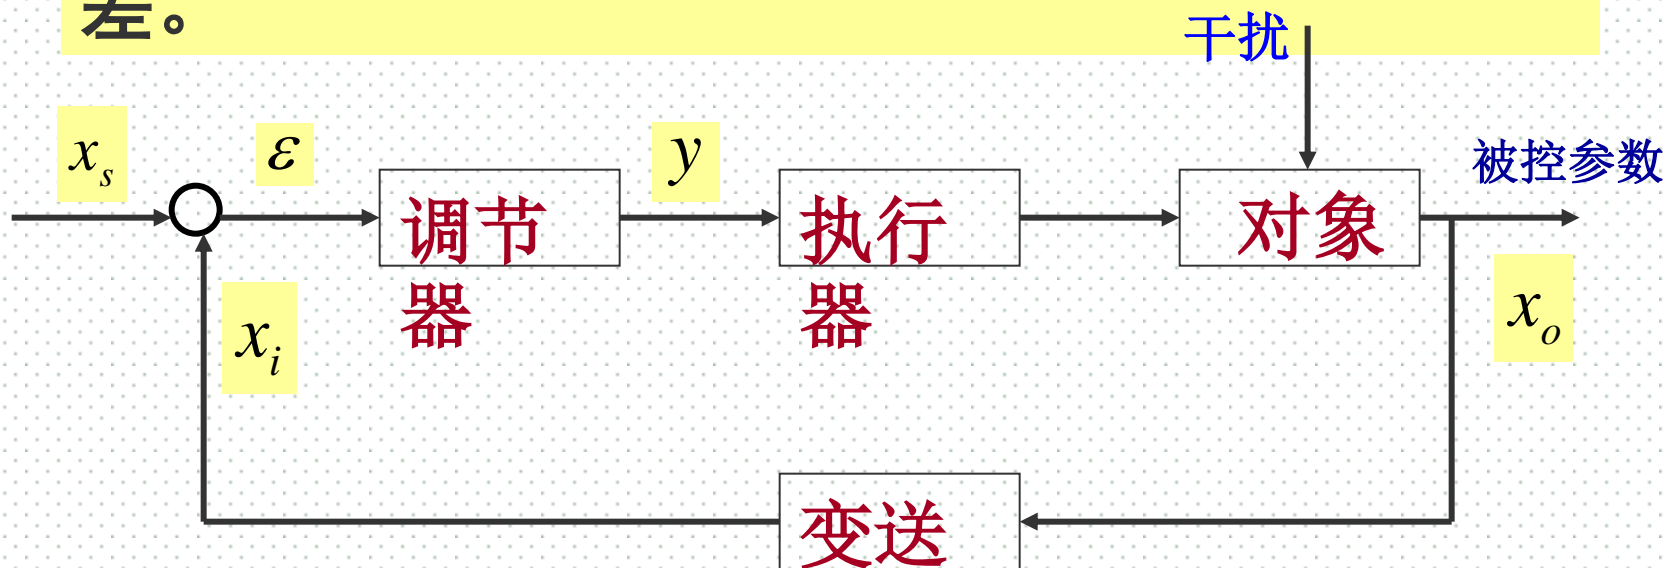 差。
干扰
x_s
ε
y
被控参数
调节
器
执行
器
对象
x_i
x_o
变送